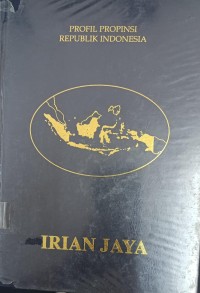 PROFIL PROPINSI
REPUBLIK INDONESIA
IRIAN JAYA